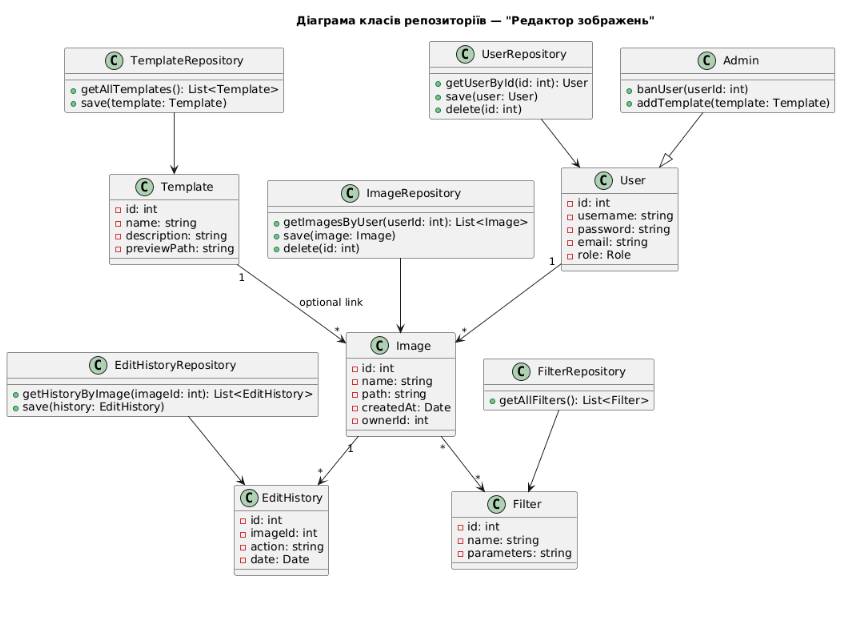 Діаграма класів репозиторіїв — "Редактор зображень"
C TemplateRepository
getAllTemplates(): List<Template>
save(template: Template)
C UserRepository
getUserById(id: int): User
save(user: User)
delete(id: int)
C Admin
banUser(userId: int)
addTemplate(template: Template)
C Template
id: int
name: string
description: string
previewPath: string
C ImageRepository
getImagesByUser(userId: int): List<Image>
save(image: Image)
delete(id: int)
C User
id: int
username: string
password: string
email: string
role: Role
1
optional link
*
1
*
C Image
id: int
name: string
path: string
createdAt: Date
ownerId: int
C EditHistoryRepository
getHistoryByImage(imageId: int): List<EditHistory>
save(history: EditHistory)
C FilterRepository
getAllFilters(): List<Filter>
1
*
*
*
C EditHistory
id: int
imageId: int
action: string
date: Date
C Filter
id: int
name: string
parameters: string